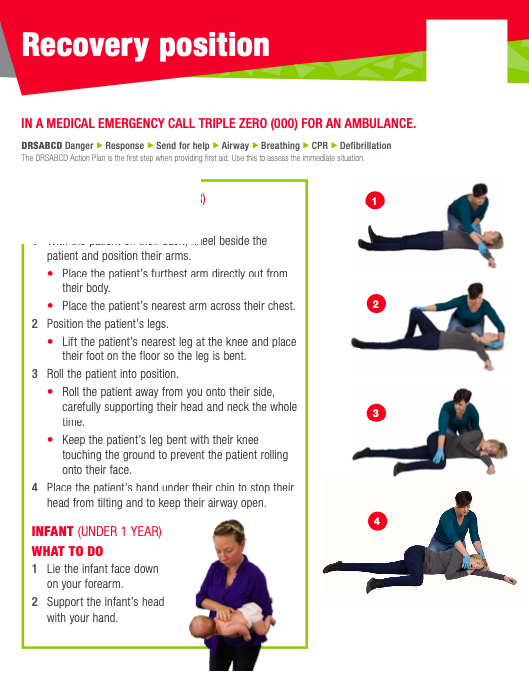 Recovery position
IN A MEDICAL EMERGENCY CALL TRIPLE ZERO (000) FOR AN AMBULANCE.
DRSABCD Danger ▶ Response ▶ Send for help ▶ Airway ▶ Breathing ▶ CPR ▶ Defibrillation
The DRSABCD Action Plan is the first step when providing first aid. Use this to assess the immediate situation.
With the patient on their back, kneel beside the
patient and position their arms.
• Place the patient's furthest arm directly out from
their body.
• Place the patient's nearest arm across their chest.
2 Position the patient's legs.
• Lift the patient's nearest leg at the knee and place
their foot on the floor so the leg is bent.
3 Roll the patient into position.
• Roll the patient away from you onto their side,
carefully supporting their head and neck the whole
time.
• Keep the patient's leg bent with their knee
touching the ground to prevent the patient rolling
onto their face.
4 Place the patient's hand under their chin to stop their
head from tilting and to keep their airway open.
INFANT (UNDER 1 YEAR)
WHAT TO DO
1 Lie the infant face down
on your forearm.
2 Support the infant's head
with your hand.
1
2
3
4